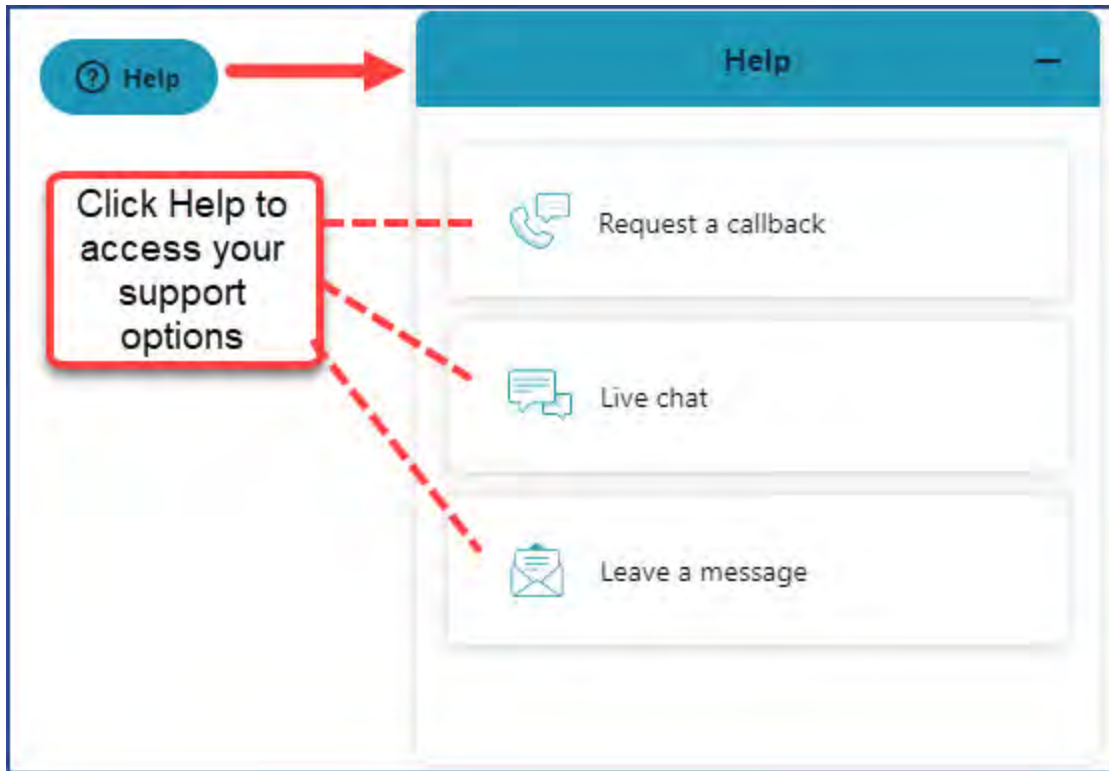 Help
Help
Click Help to
access your
support
options
Request a callback
Live chat
Leave a message